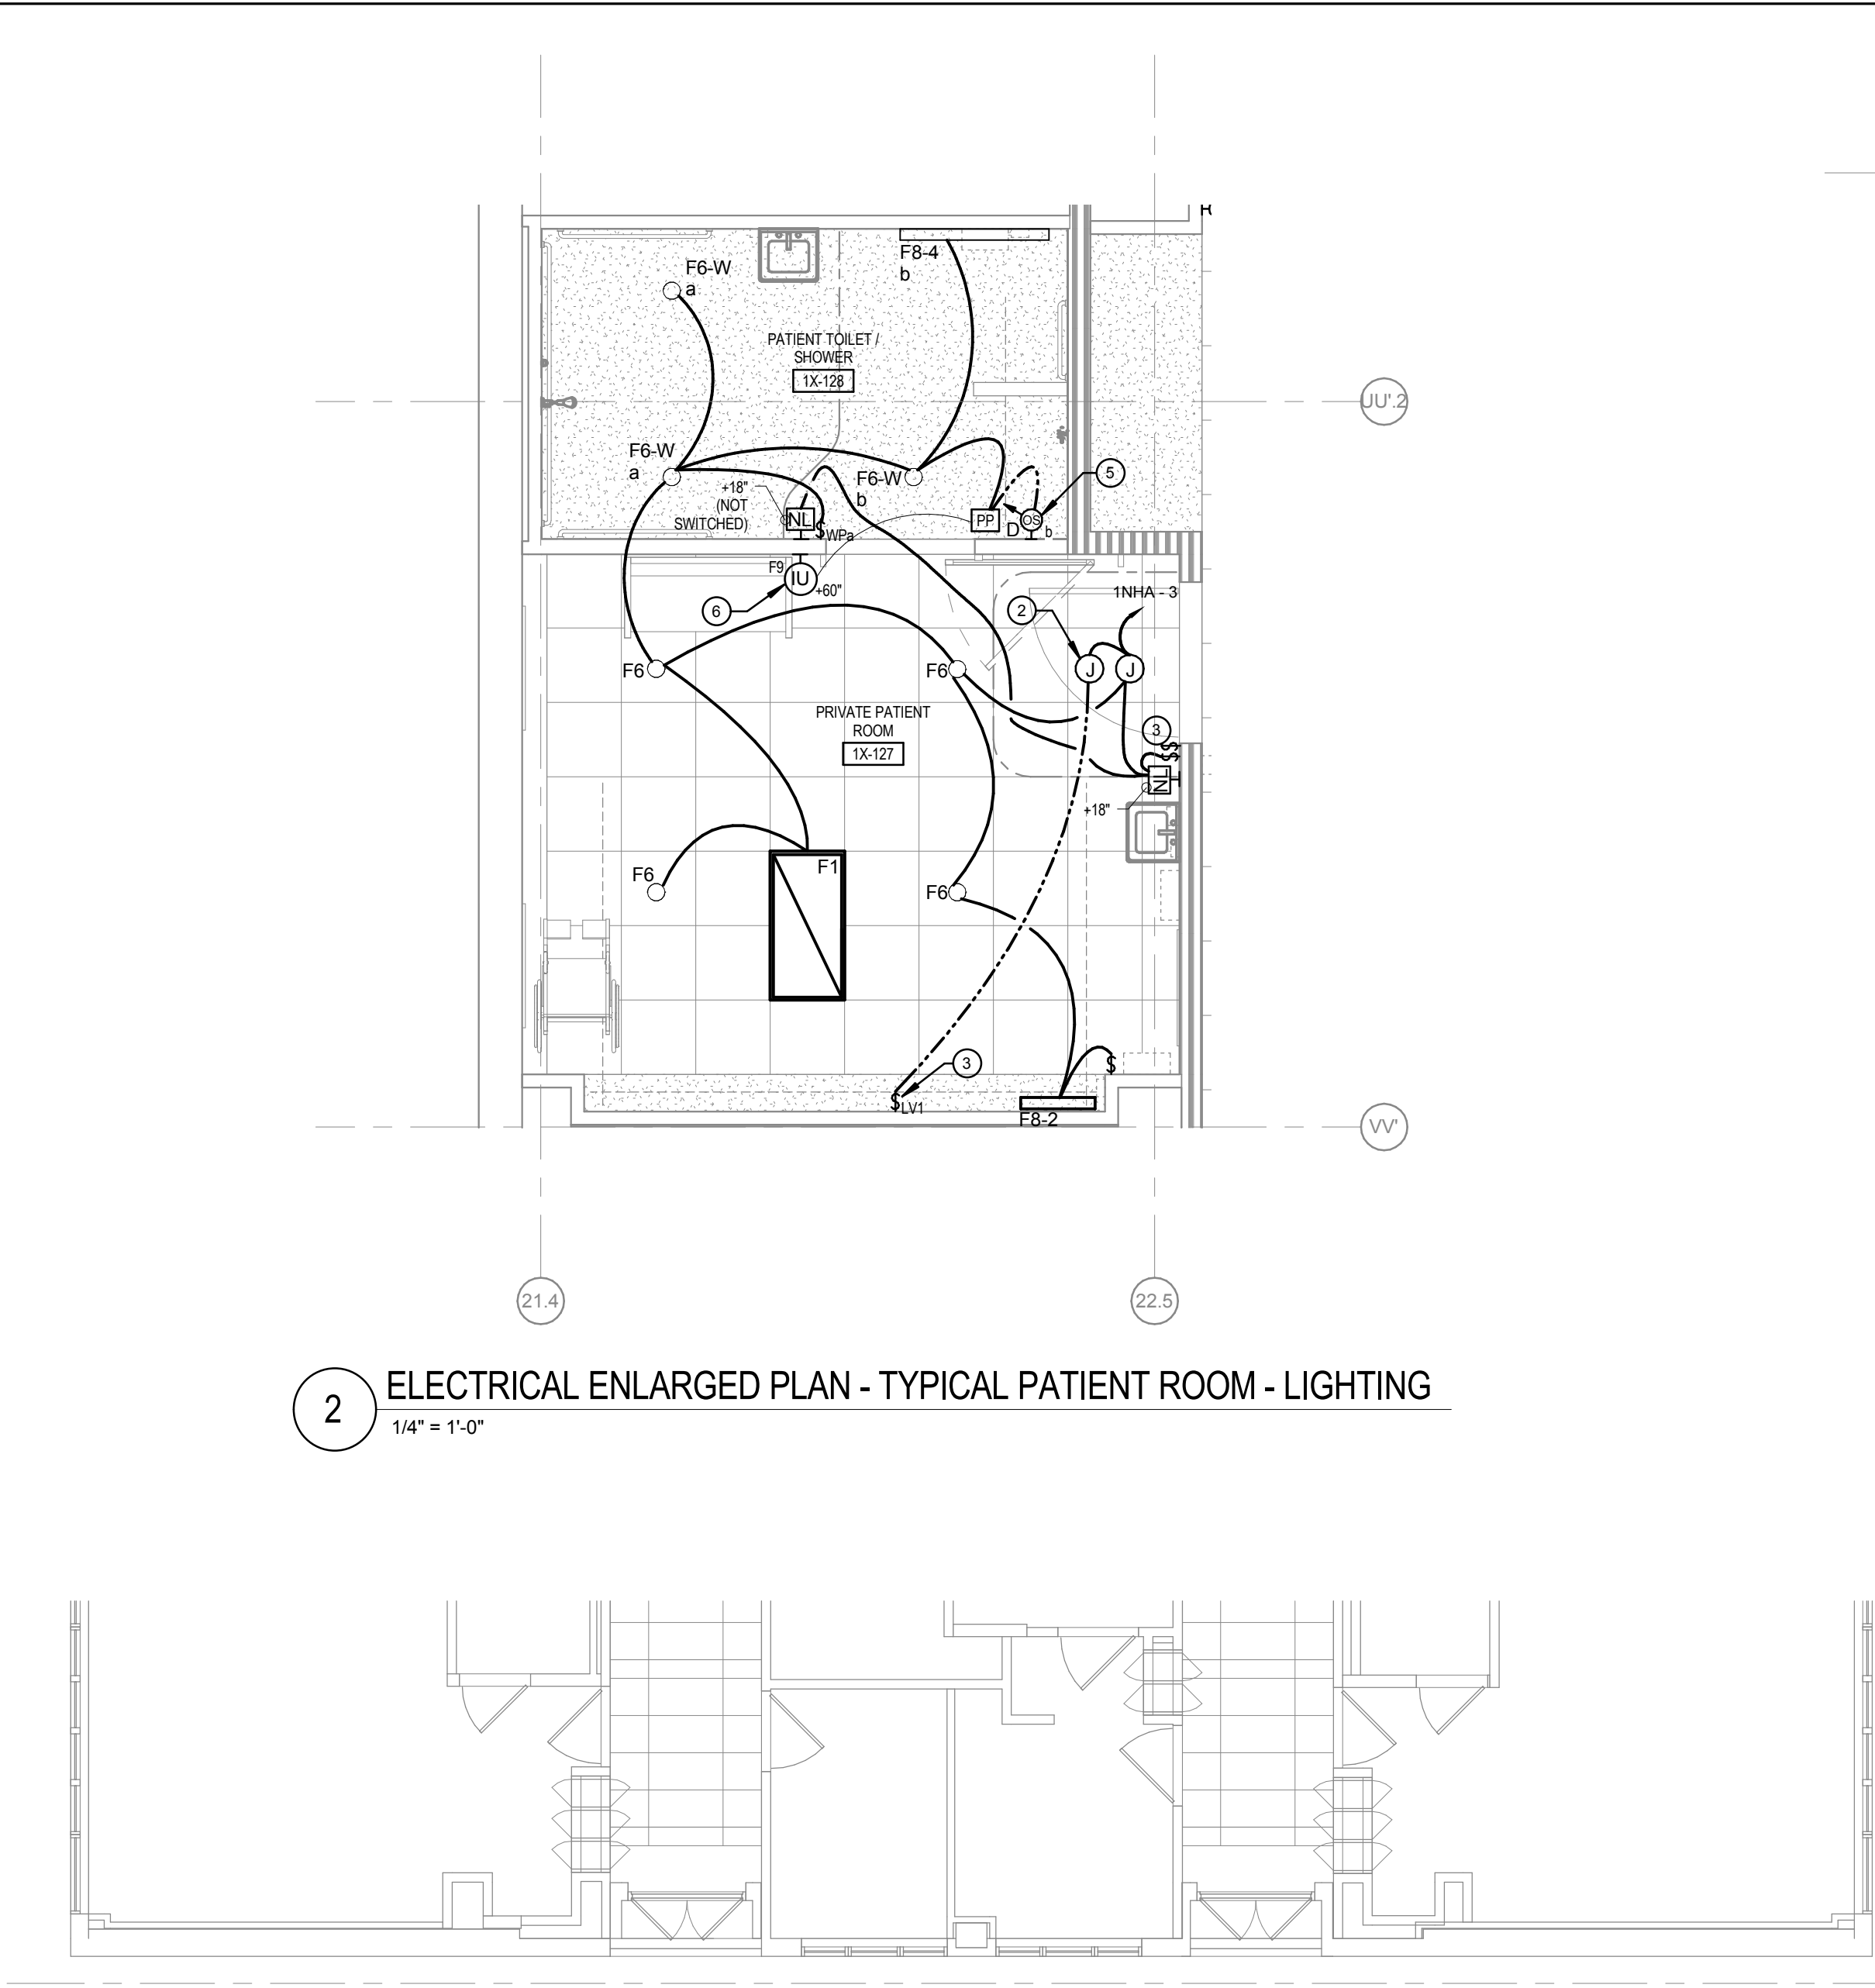 R
F6-W
a
F8-4
b
PATIENT TOILET /
SHOWER
1X-128
UU'.2
F6-W
a
F6-W
b
+18"
(NOT
SWITCHED)
NL
$WPa
PP
OS
D
b
5
F9
IU
+60"
6
2
1NHA - 3
F6
F6
J
J
PRIVATE PATIENT
ROOM
1X-127
3
$$
NL
+18"
F6
F1
F6
3
$
$LV1
F8-2
VV'
21.4
22.5
2
ELECTRICAL ENLARGED PLAN - TYPICAL PATIENT ROOM - LIGHTING
1/4" = 1'-0"